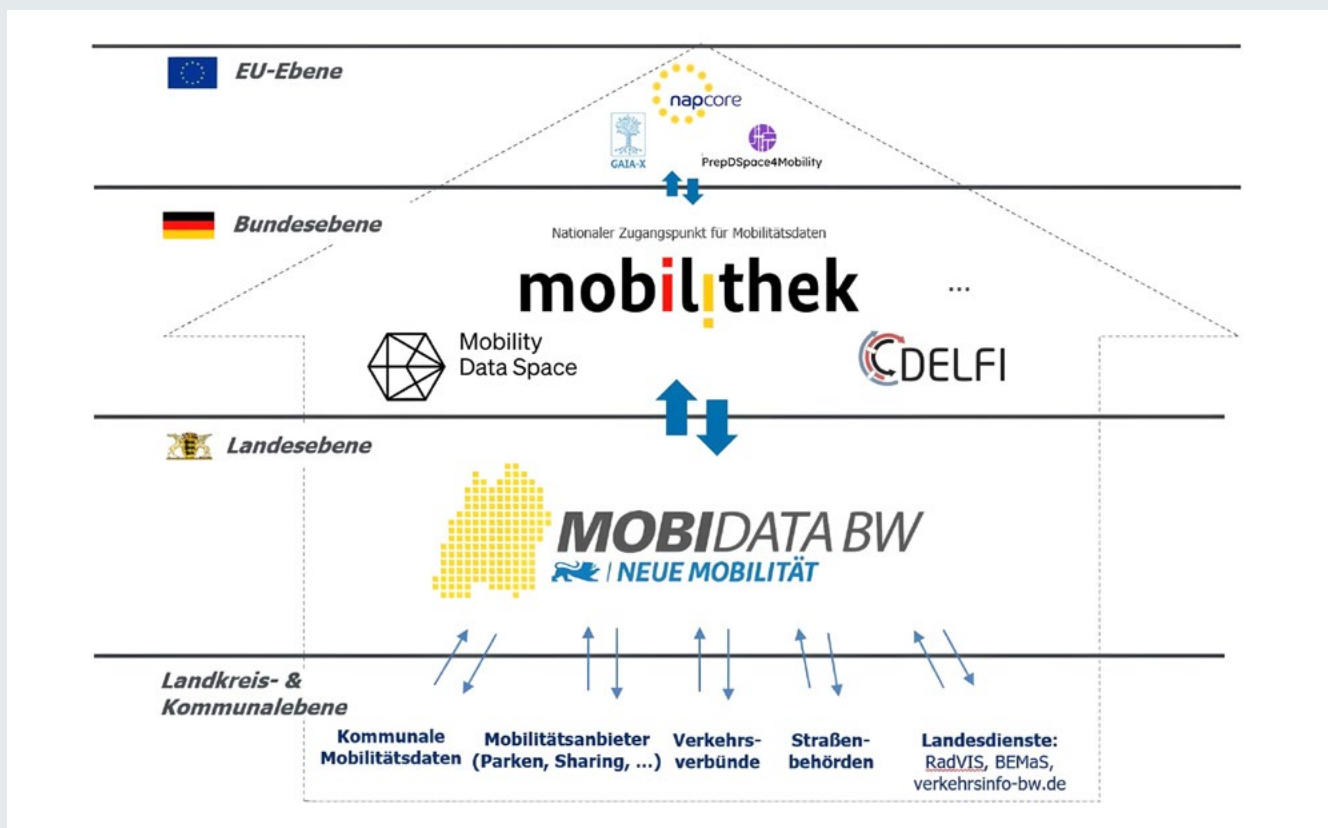 EU-Ebene
napcore
GAIA-X
PrepDSpace4Mobility
Bundesebene
Nationaler Zugangspunkt für Mobilitätsdaten
mobilithek
...
Mobility
Data Space
DELFI
Landesebene
MOBIDATA BW
NEUE MOBILITÄT
Landkreis- &
Kommunalebene
Kommunale
Mobilitätsdaten
Mobilitätsanbieter
(Parken, Sharing, ...)
Verkehrs-
verbünde
Straßen-
behörden
Landesdienste:
RadVIS, BEMaS,
verkehrsinfo-bw.de